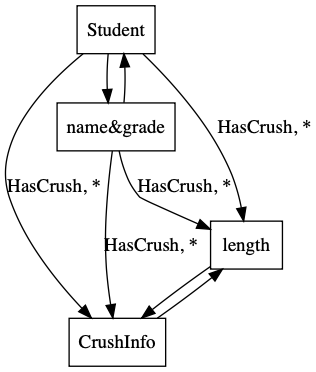 Student
name&grade
HasCrush, *
HasCrush, *
HasCrush, *
HasCrush, *
length
CrushInfo